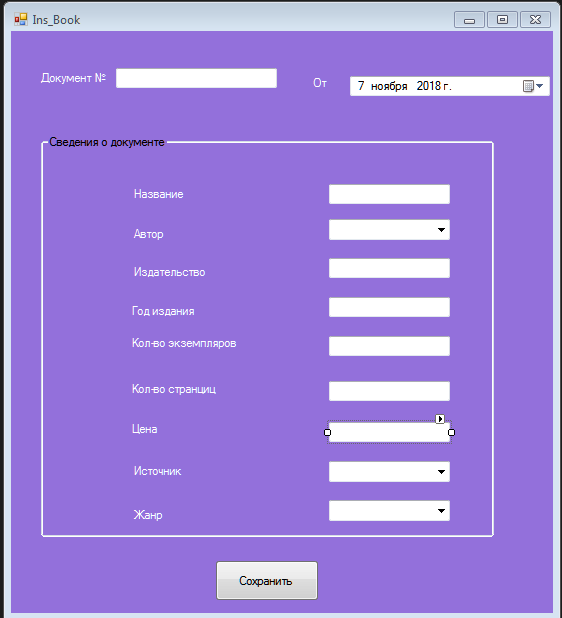 Ins_Book
Документ № От 7 ноября 2018 г.
Сведения о документе
Название
Автор
Издательство
Год издания
Кол-во экземпляров
Кол-во странциц
Цена
Источник
Жанр
Сохранить